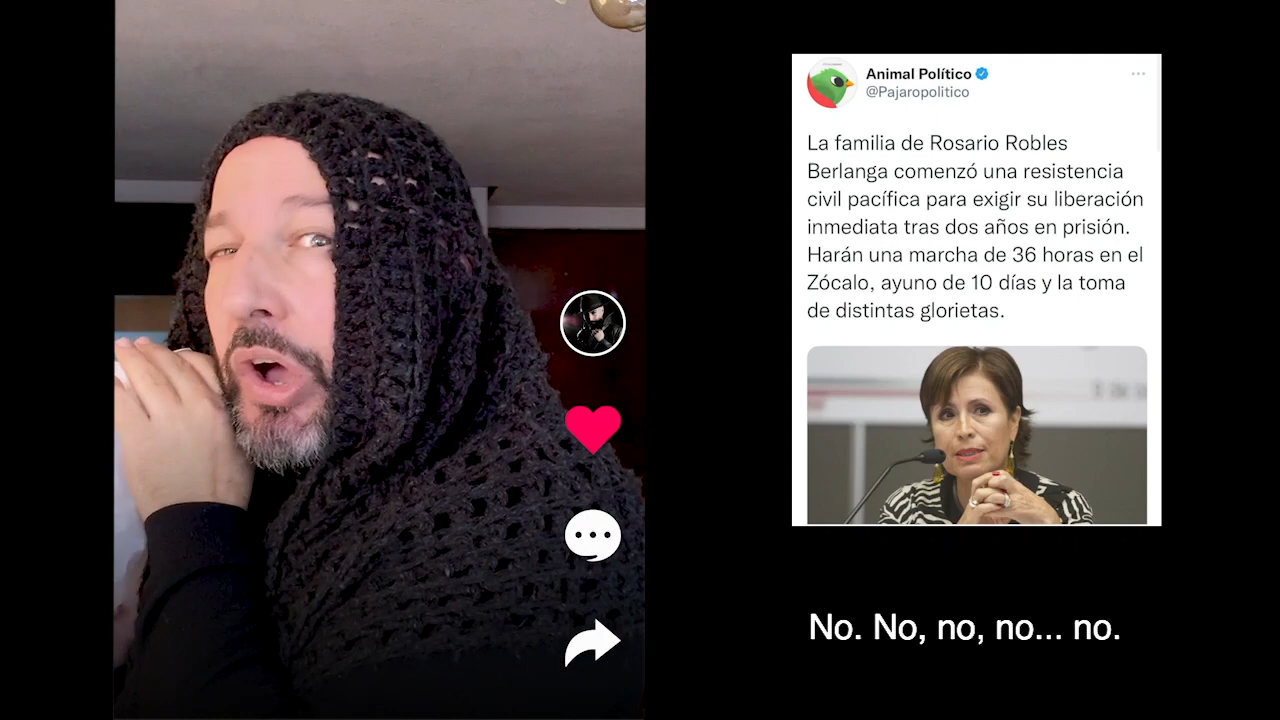 Animal Político
@Pajaropolitico
La familia de Rosario Robles
Berlanga comenzó una resistencia
civil pacífica para exigir su liberación
inmediata tras dos años en prisión.
Harán una marcha de 36 horas en el
Zócalo, ayuno de 10 días y la toma
de distintas glorietas.
No. No, no, no... no.